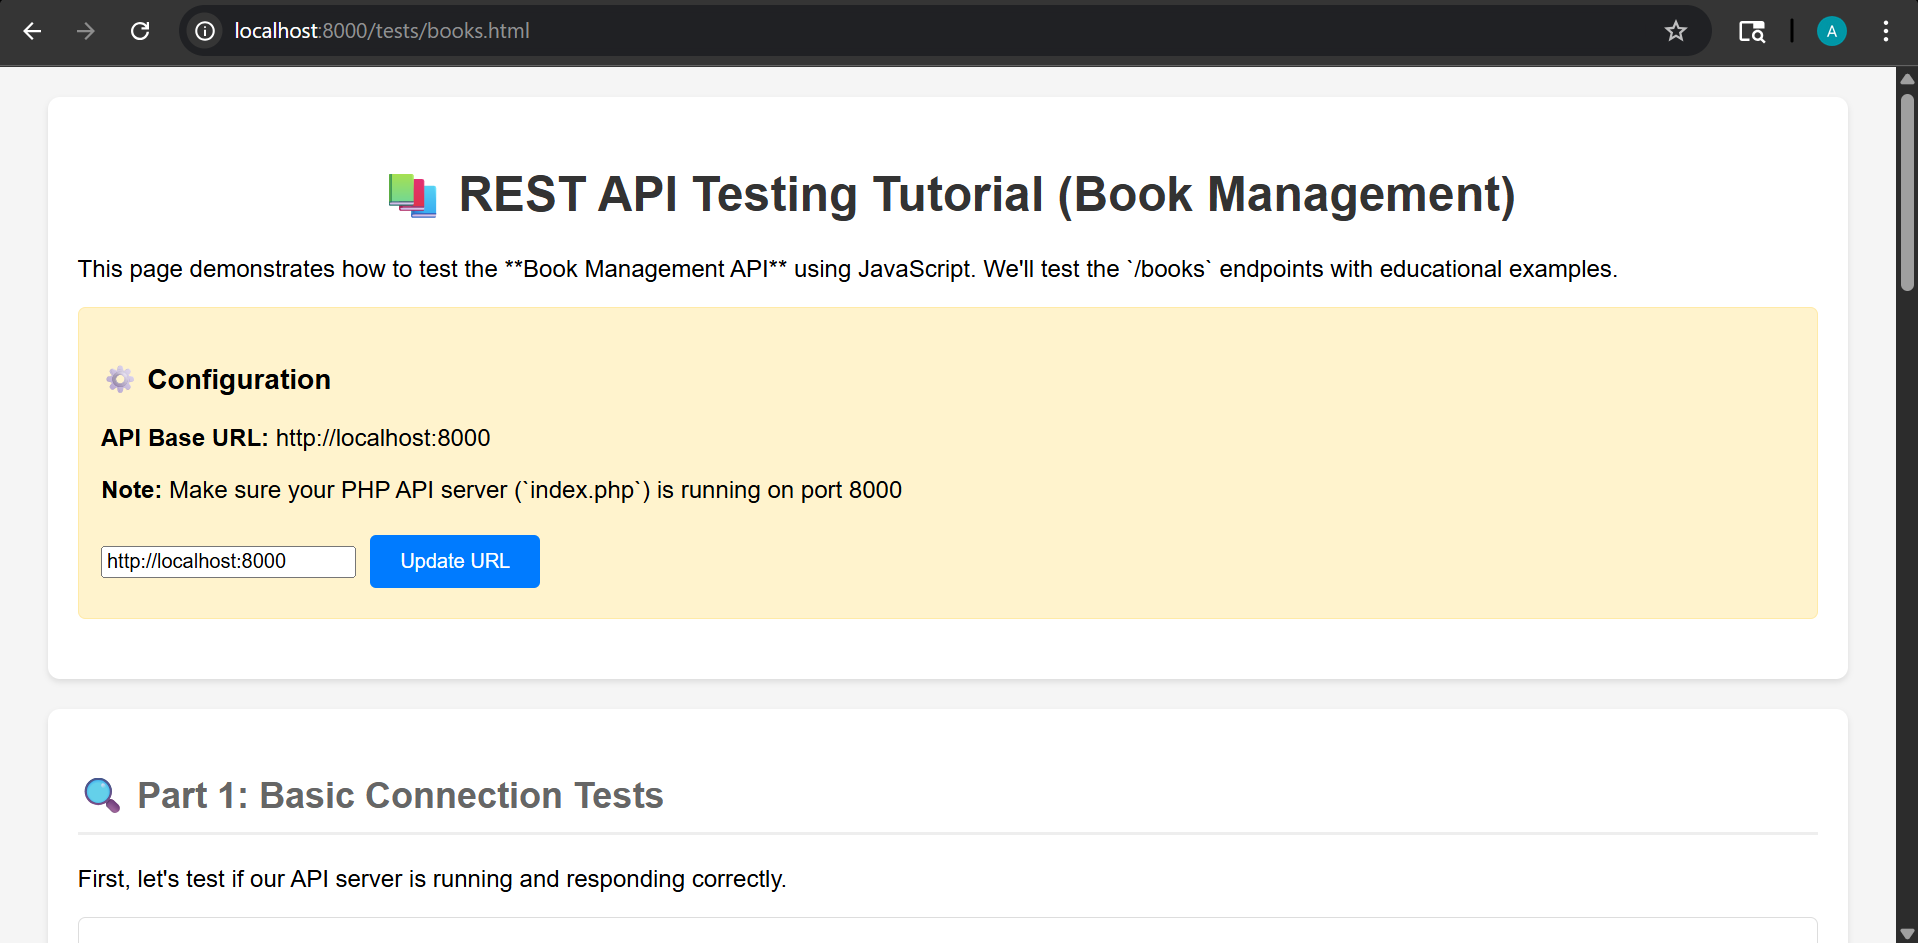 localhost:8000/tests/books.html
A
REST API Testing Tutorial (Book Management)
This page demonstrates how to test the **Book Management API** using JavaScript. We'll test the `/books` endpoints with educational examples.
Configuration
API Base URL: http://localhost:8000
Note: Make sure your PHP API server (`index.php`) is running on port 8000
http://localhost:8000
Update URL
Part 1: Basic Connection Tests
First, let's test if our API server is running and responding correctly.